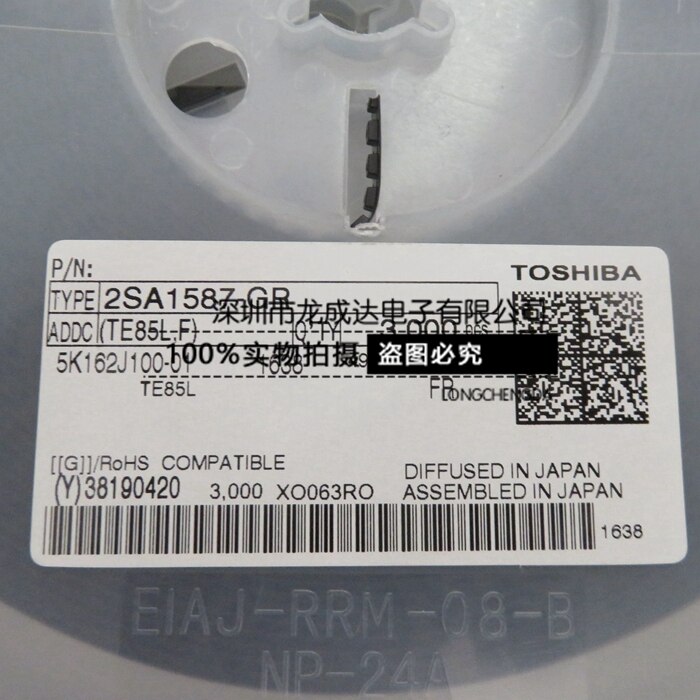 P/N:
TOSHIBA
TYPE 2SA1587-GR
深圳市龙成达电子有限公司
ADDC (TE85L,F) Q'TY 3,000 PCS
100%实物拍摄 盗图必究
5K162J100-01 1638
TE85L
LONGCHENGDA
[[G]]/RoHS COMPATIBLE
DIFFUSED IN JAPAN
(Y)38190420 3,000 XO063RO
ASSEMBLED IN JAPAN
1638
EIAJ-RRM-08-B
NP-24A